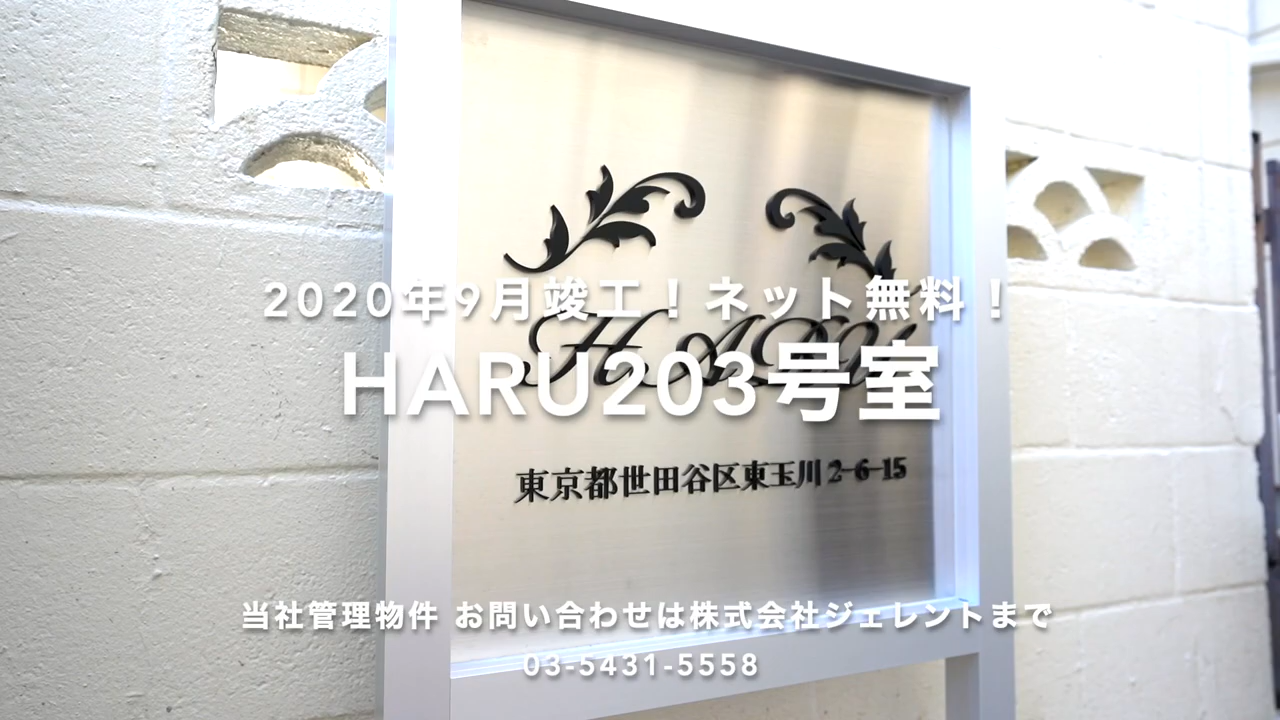 2020年9月竣工！ネット無料！
HARU
HARU203号室
東京都世田谷区東玉川2-6-15
当社管理物件 お問い合わせは株式会社ジェレントまで
03-5431-5558